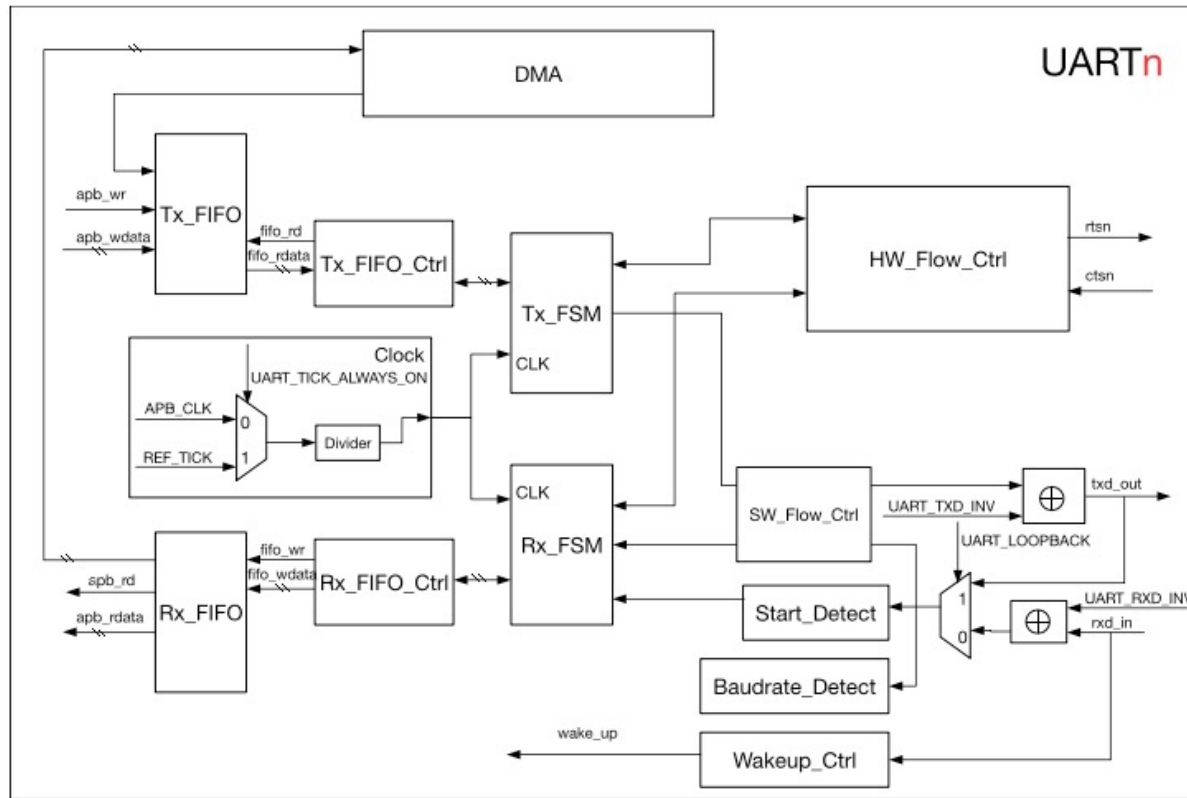 DMA
UARTn
apb_wr
Tx_FIFO
apb_wdata
fifo_rd
fifo_rdata
Tx_FIFO_Ctrl
Tx_FSM
CLK
HW_Flow_Ctrl
rtsn
ctsn
Clock
UART_TICK_ALWAYS_ON
APB_CLK
0
Divider
REF_TICK
1
CLK
Rx_FSM
SW_Flow_Ctrl
UART_TXD_INV
txd_out
UART_LOOPBACK
fifo_wr
fifo_wdata
Rx_FIFO_Ctrl
apb_rd
Rx_FIFO
apb_rdata
Start_Detect
1
0
UART_RXD_INV
rxd_in
Baudrate_Detect
wake_up
Wakeup_Ctrl